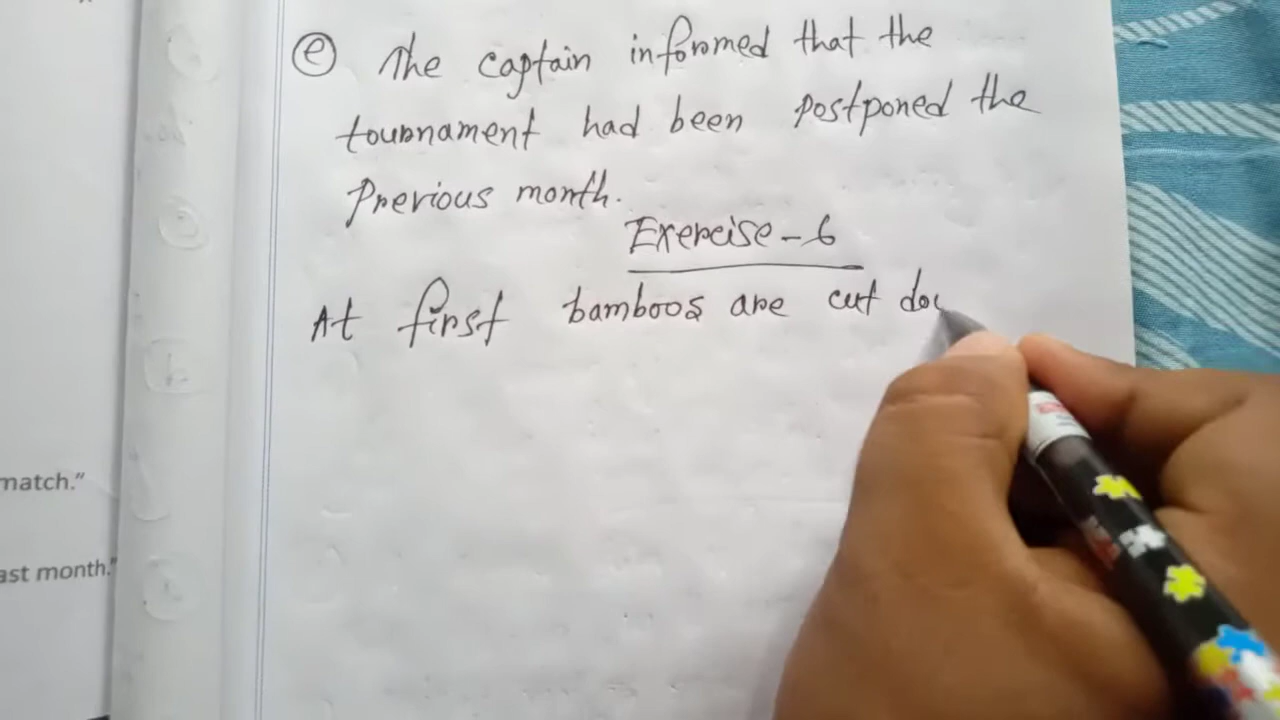 match."
ast month."
ⓔ The captain informed that the
tournament had been postponed the
Previous month.
Exercise-6
At first bamboos are cut dow